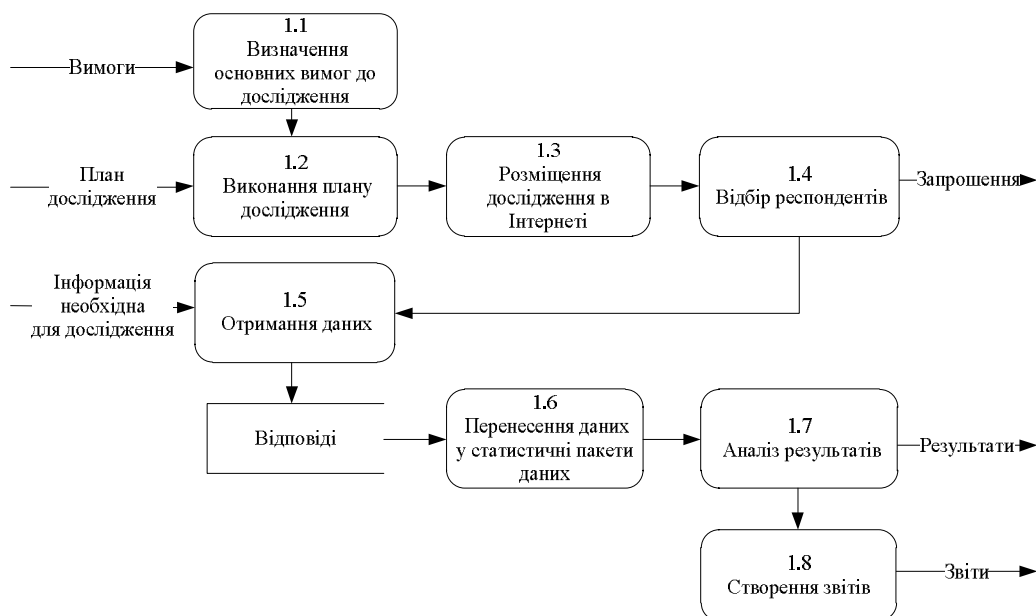 Вимоги
1.1
Визначення
основних вимог до
дослідження
План
дослідження
1.2
Виконання плану
дослідження
1.3
Розміщення
дослідження в
Інтернеті
1.4
Відбір респондентів
Запрошення
Інформація
необхідна
для дослідження
1.5
Отримання даних
Відповіді
1.6
Перенесення даних
у статистичні пакети
даних
1.7
Аналіз результатів
Результати
1.8
Створення звітів
Звіти